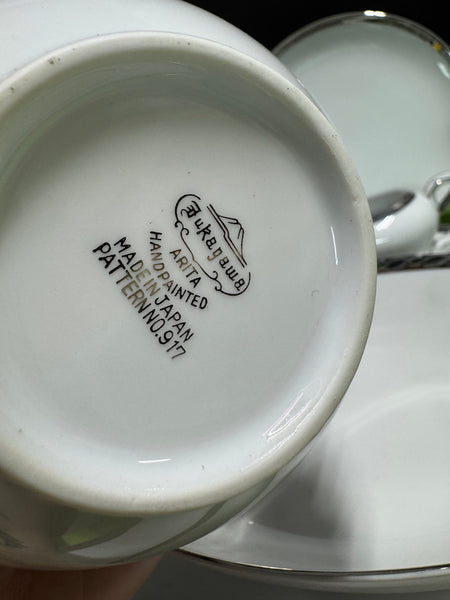 Fukagawa
ARITA
HANDPAINTED
MADE IN JAPAN
PATTERN NO.917